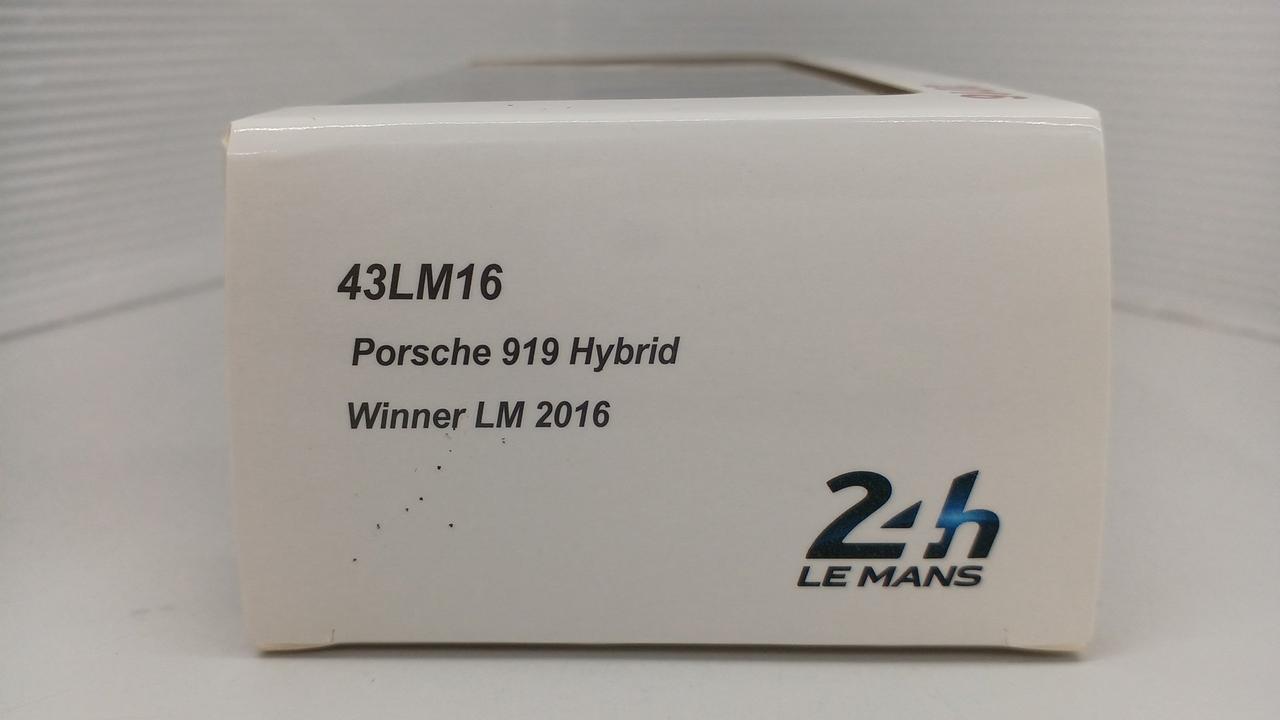 43LM16
Porsche 919 Hybrid
Winner LM 2016
24h
LE MANS